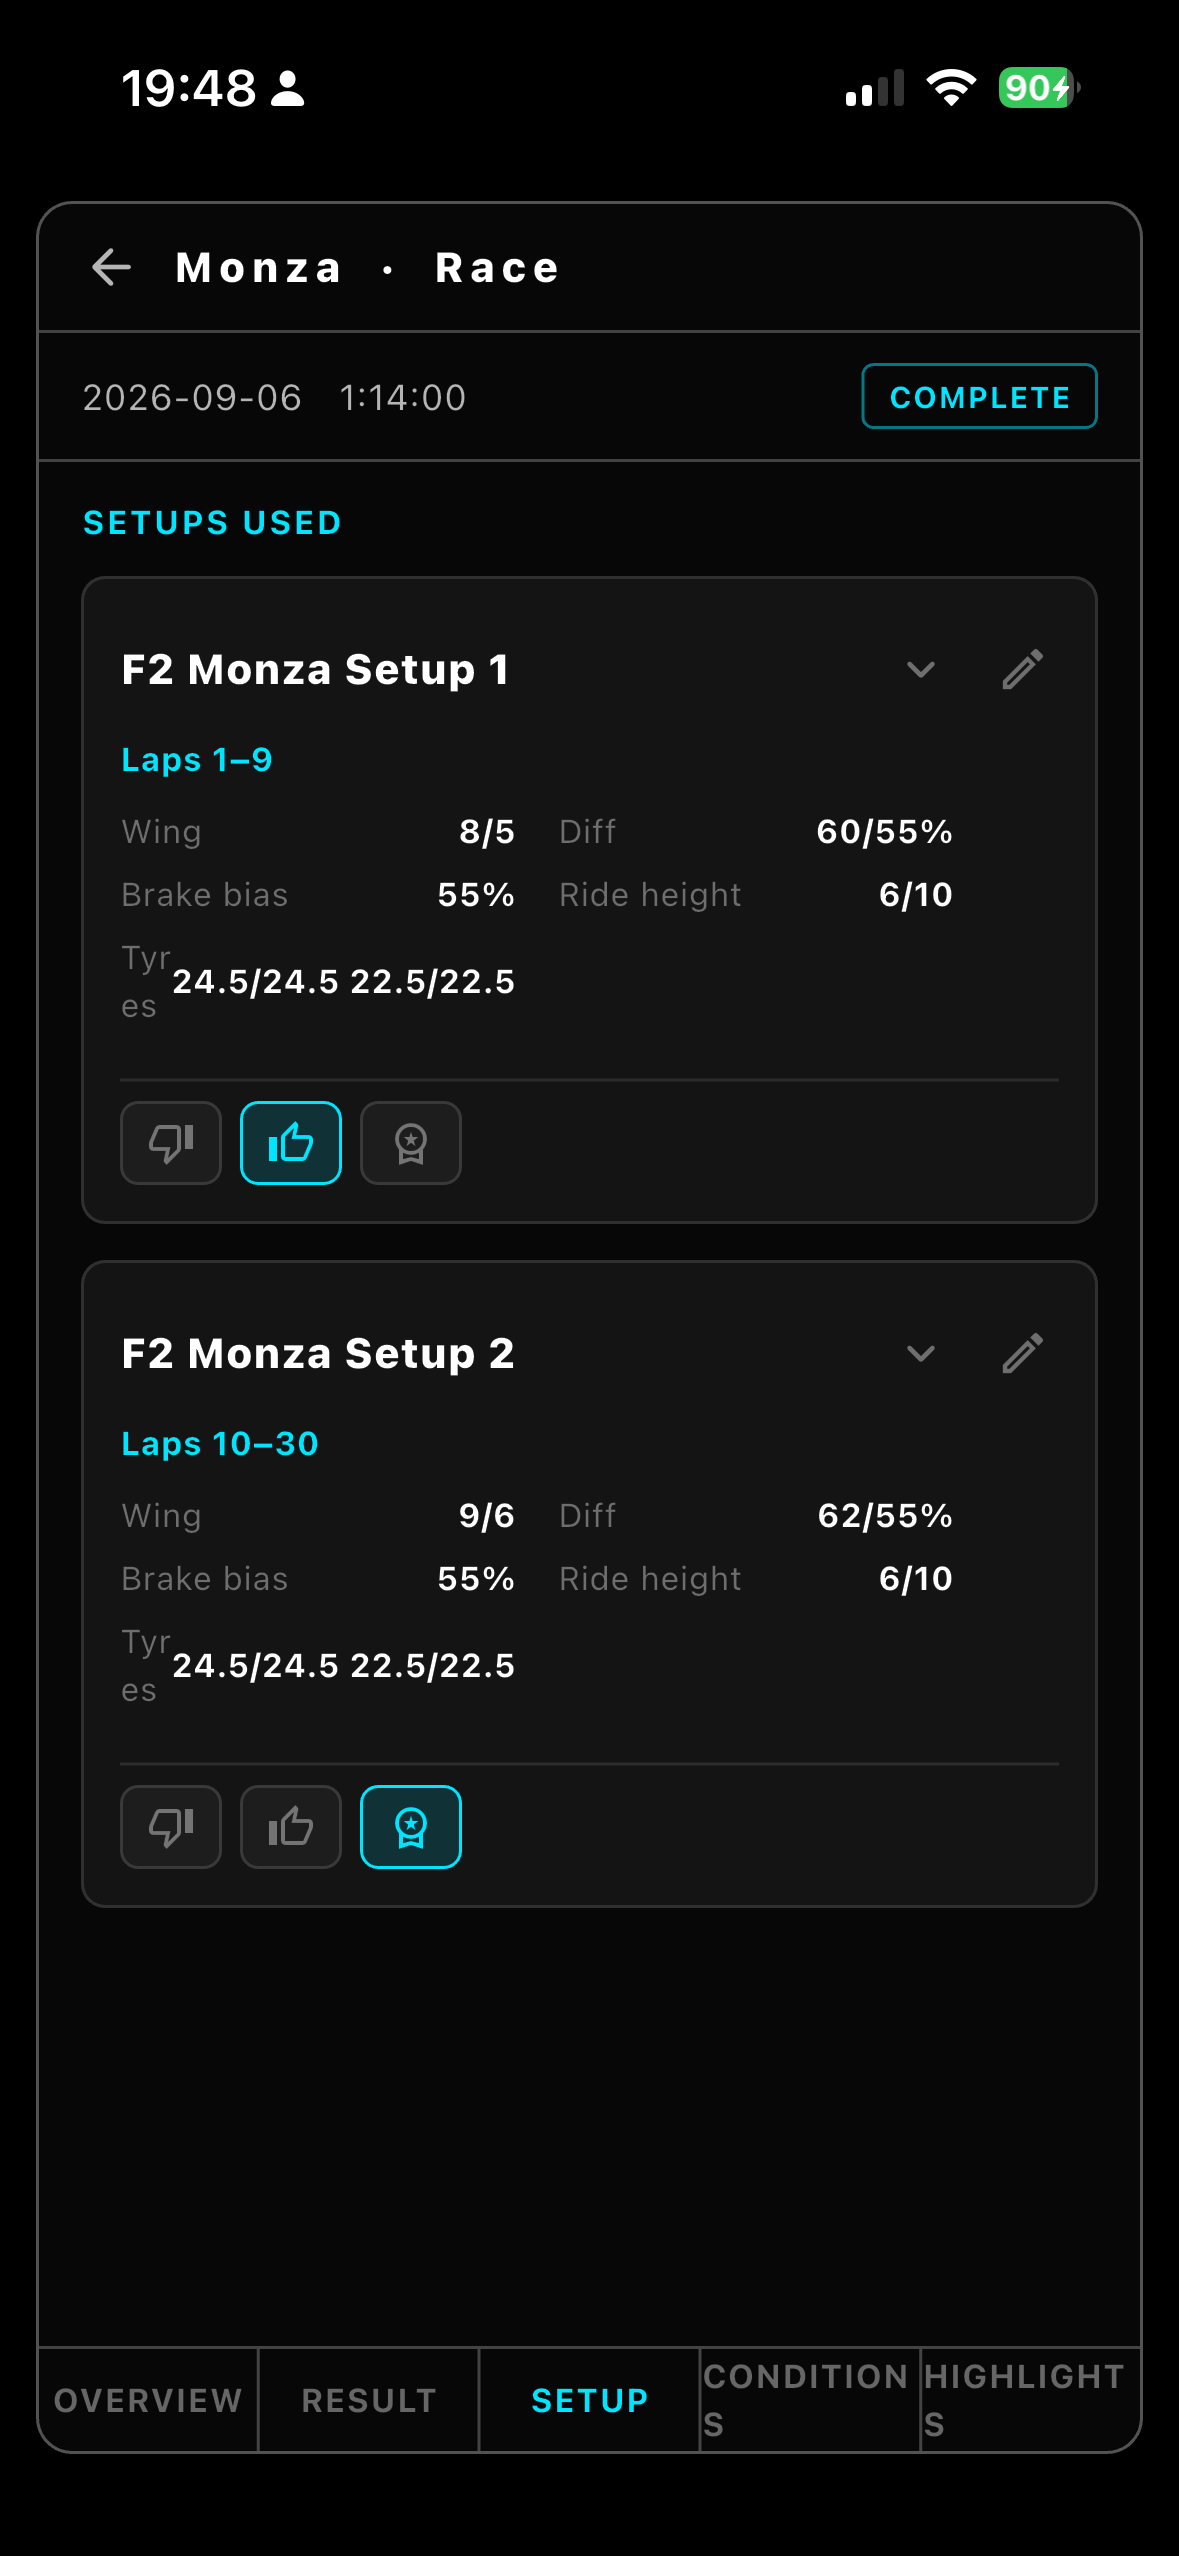 19:48
90
Monza · Race
2026-09-06 1:14:00
COMPLETE
SETUPS USED
F2 Monza Setup 1
Laps 1–9
Wing 8/5 Diff 60/55%
Brake bias 55% Ride height 6/10
Tyr
es 24.5/24.5 22.5/22.5
F2 Monza Setup 2
Laps 10–30
Wing 9/6 Diff 62/55%
Brake bias 55% Ride height 6/10
Tyr
es 24.5/24.5 22.5/22.5
OVERVIEW
RESULT
SETUP
CONDITION
S
HIGHLIGHT
S